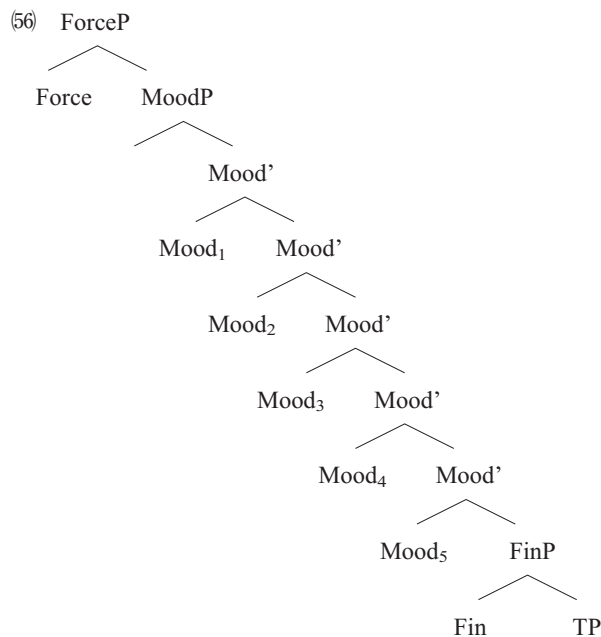 (56) ForceP
Force MoodP
Mood’
Mood₁ Mood’
Mood₂ Mood’
Mood₃ Mood’
Mood₄ Mood’
Mood₅ FinP
Fin TP